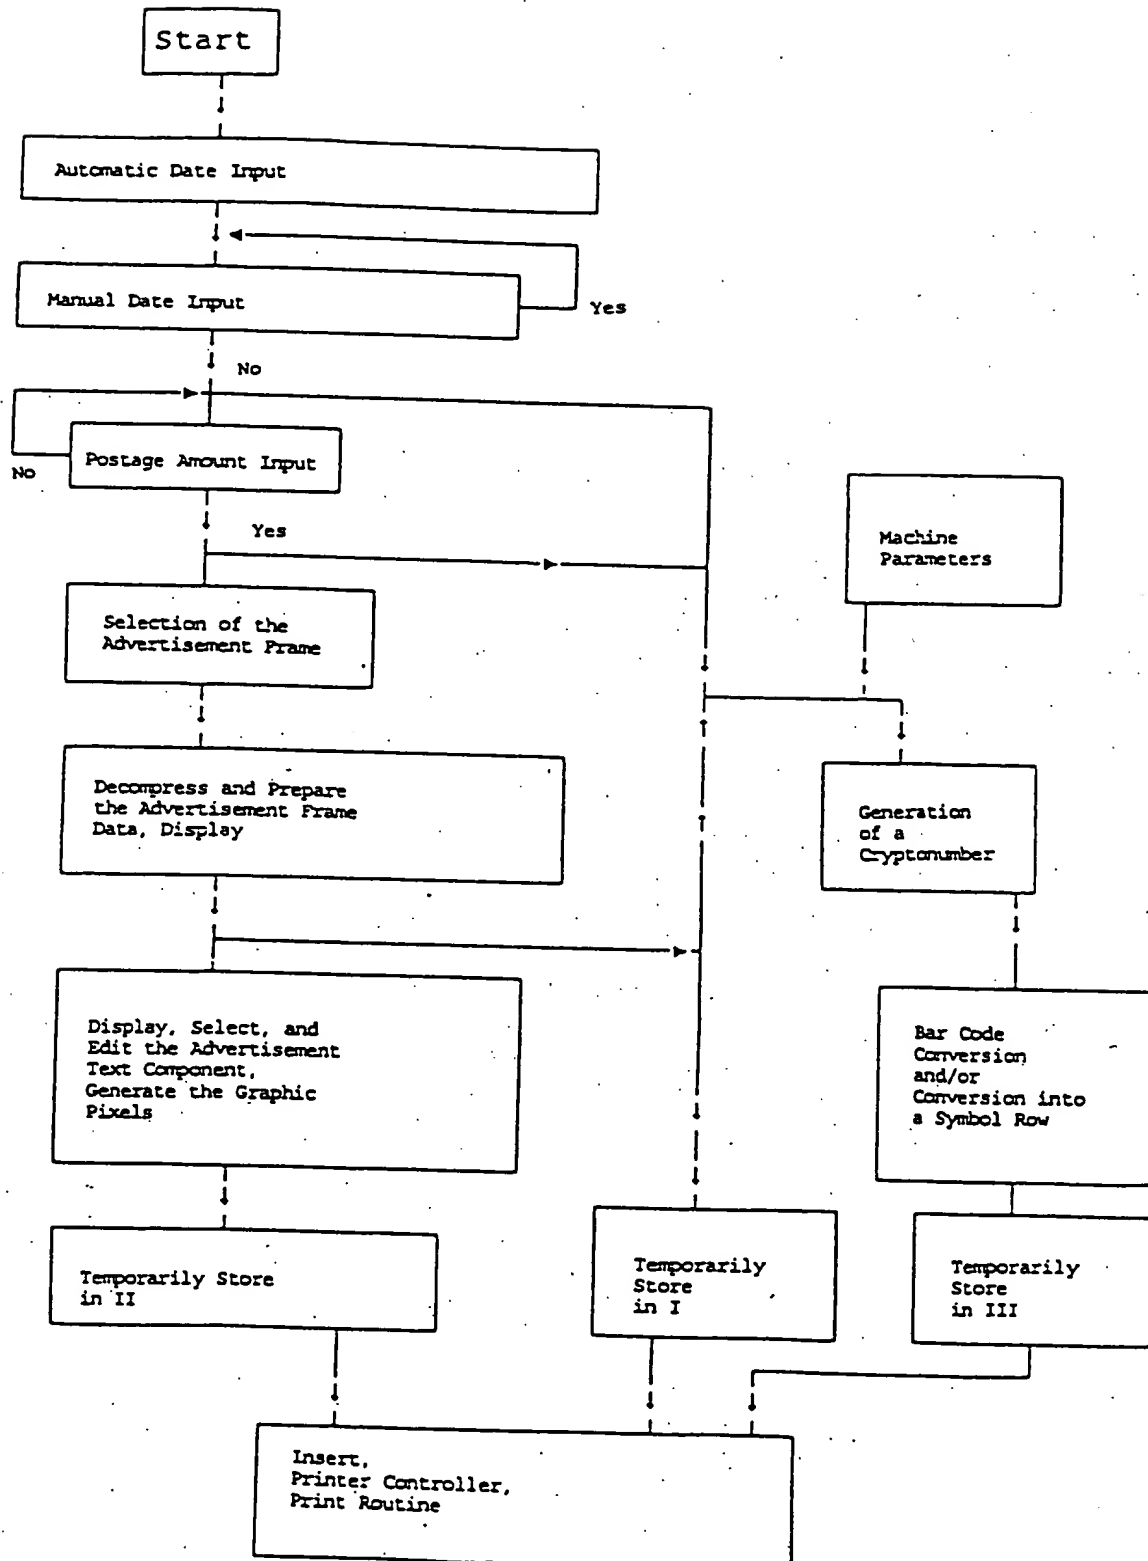 Start
Automatic Date Input
Manual Date Input
Yes
No
Postage Amount Input
No
Yes
Machine
Parameters
Selection of the
Advertisement Frame
Decompress and Prepare
the Advertisement Frame
Data, Display
Generation
of a
Cryptonumber
Display, Select, and
Edit the Advertisement
Text Component,
Generate the Graphic
Pixels
Bar Code
Conversion
and/or
Conversion into
a Symbol Row
Temporarily Store
in II
Temporarily
Store
in I
Temporarily
Store
in III
Insert,
Printer Controller,
Print Routine